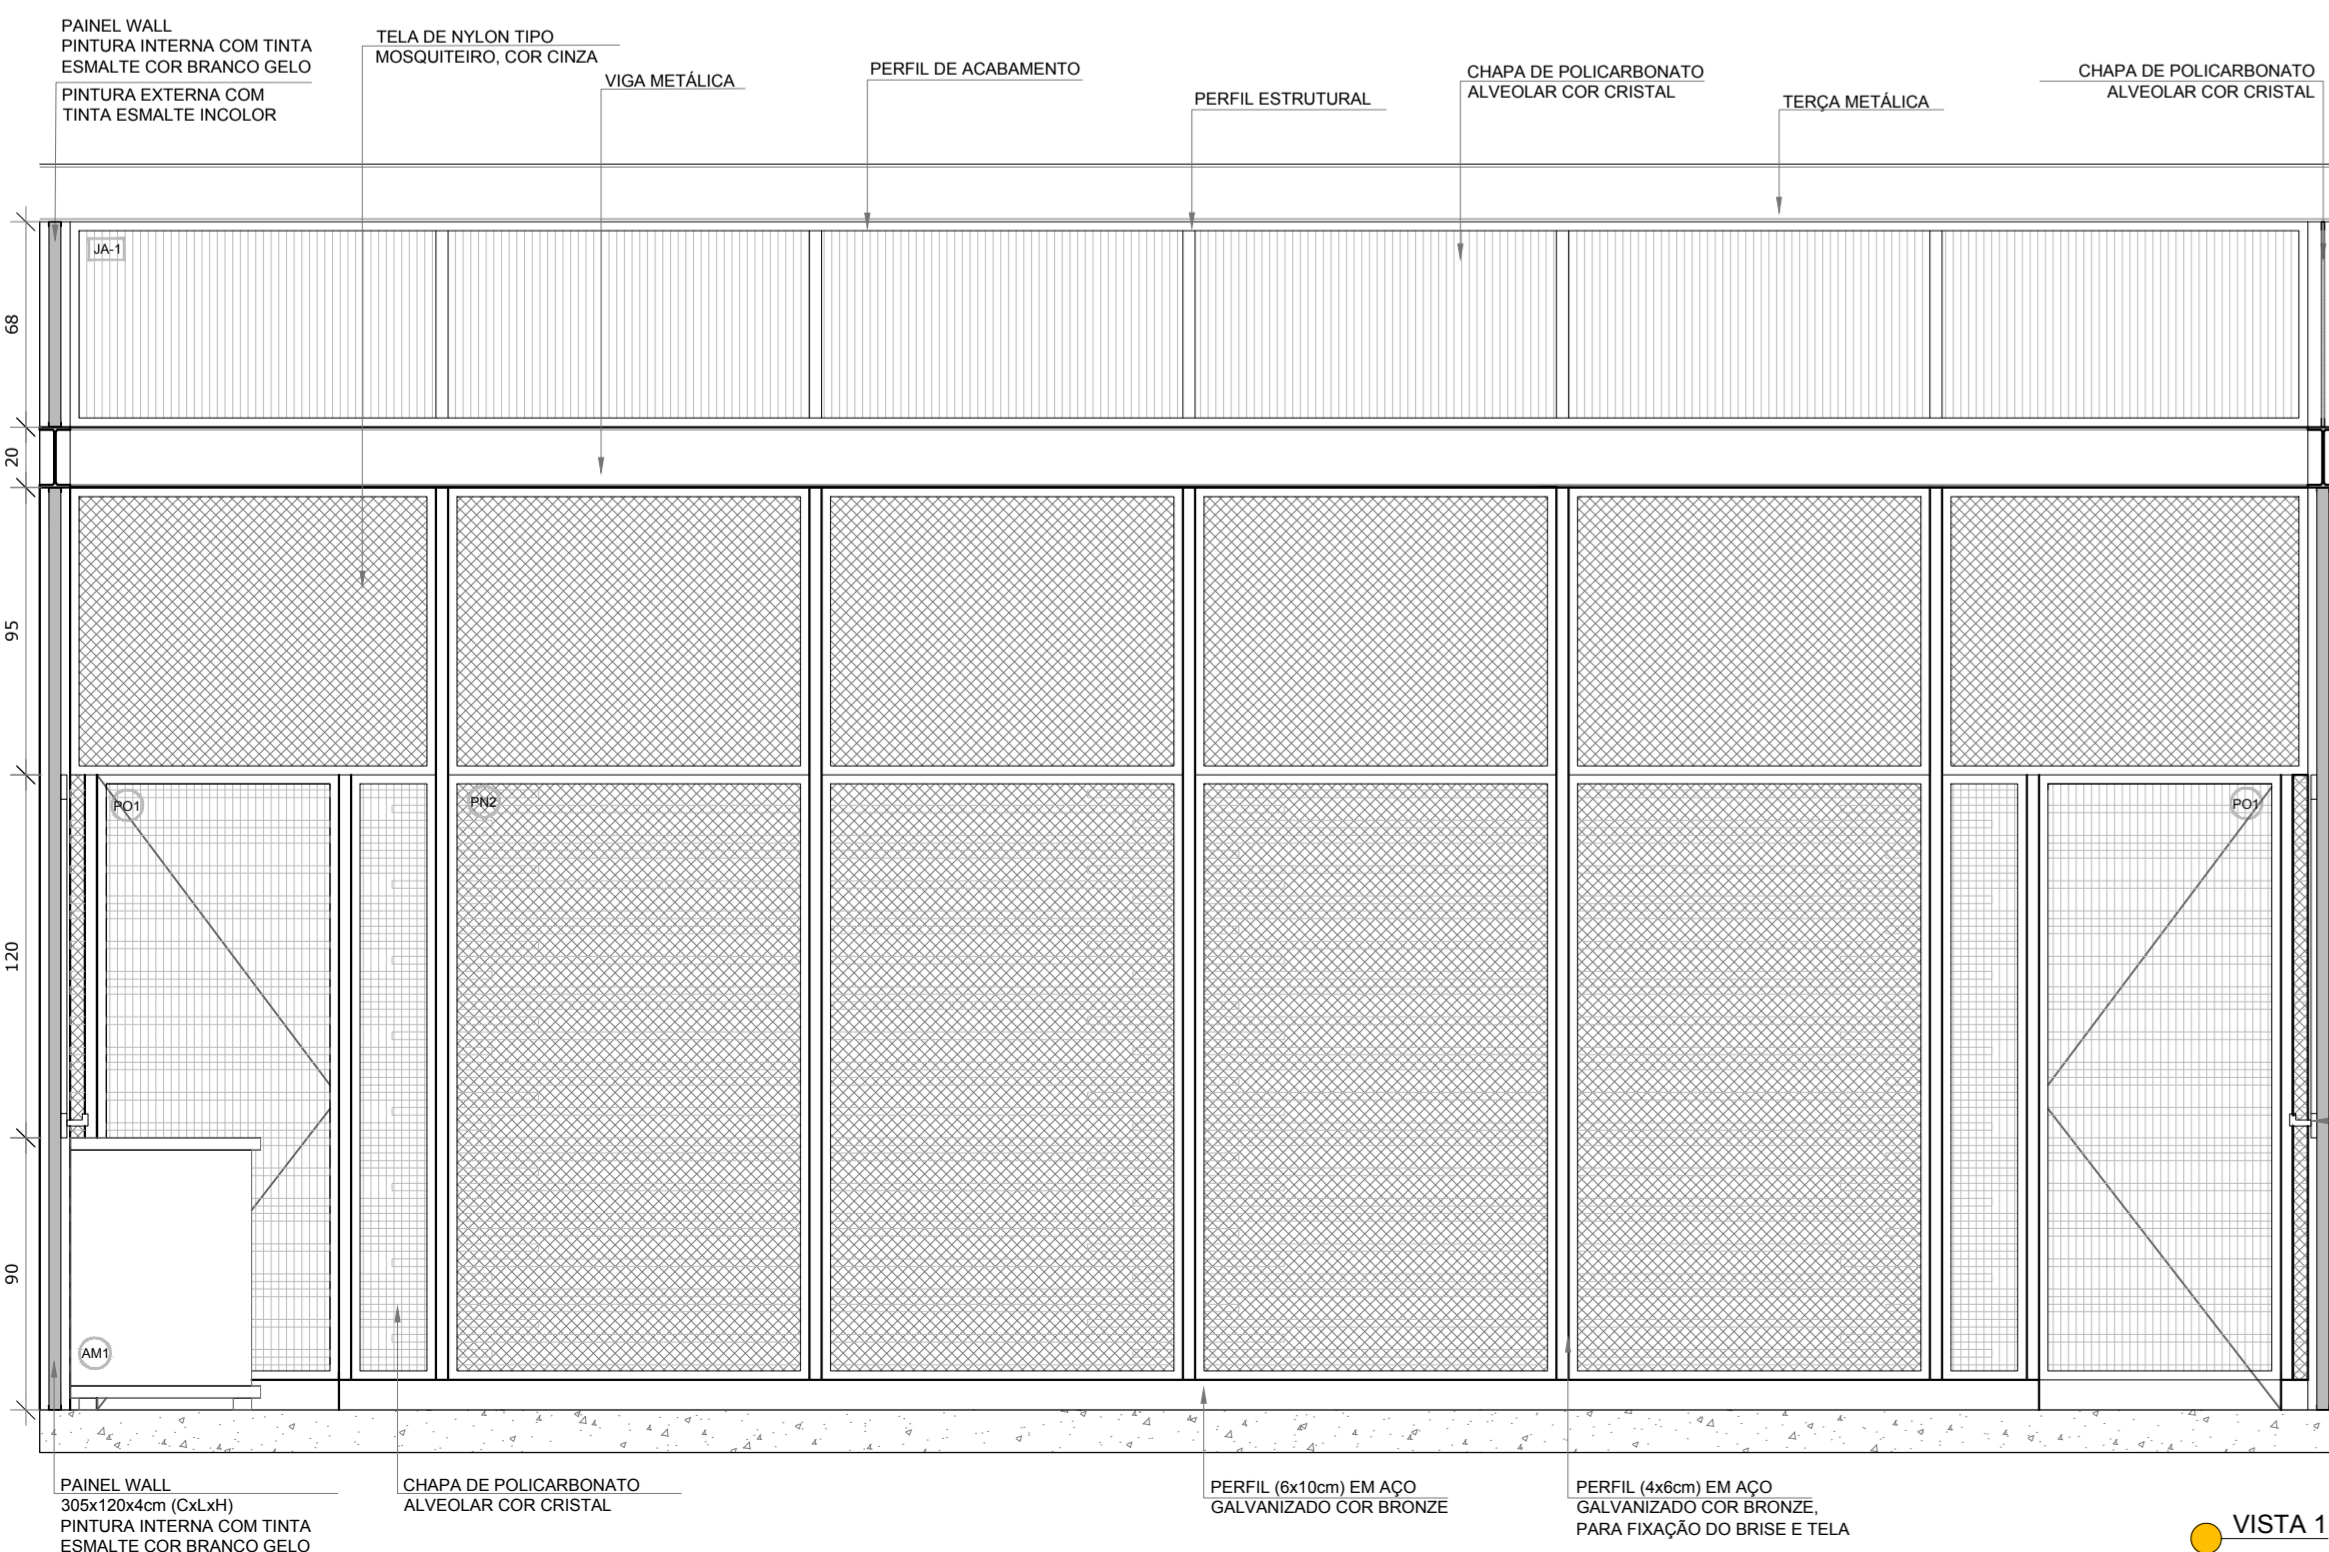 PAINEL WALL
PINTURA INTERNA COM TINTA
ESMALTE COR BRANCO GELO
PINTURA EXTERNA COM
TINTA ESMALTE INCOLOR
TELA DE NYLON TIPO
MOSQUITEIRO, COR CINZA
VIGA METÁLICA
PERFIL DE ACABAMENTO
PERFIL ESTRUTURAL
CHAPA DE POLICARBONATO
ALVEOLAR COR CRISTAL
TERÇA METÁLICA
CHAPA DE POLICARBONATO
ALVEOLAR COR CRISTAL
JA-1
68
20
95
120
90
PO1
PN2
PO1
AM1
PAINEL WALL
305x120x4cm (CxLxH)
PINTURA INTERNA COM TINTA
ESMALTE COR BRANCO GELO
CHAPA DE POLICARBONATO
ALVEOLAR COR CRISTAL
PERFIL (6x10cm) EM AÇO
GALVANIZADO COR BRONZE
PERFIL (4x6cm) EM AÇO
GALVANIZADO COR BRONZE,
PARA FIXAÇÃO DO BRISE E TELA
VISTA 1